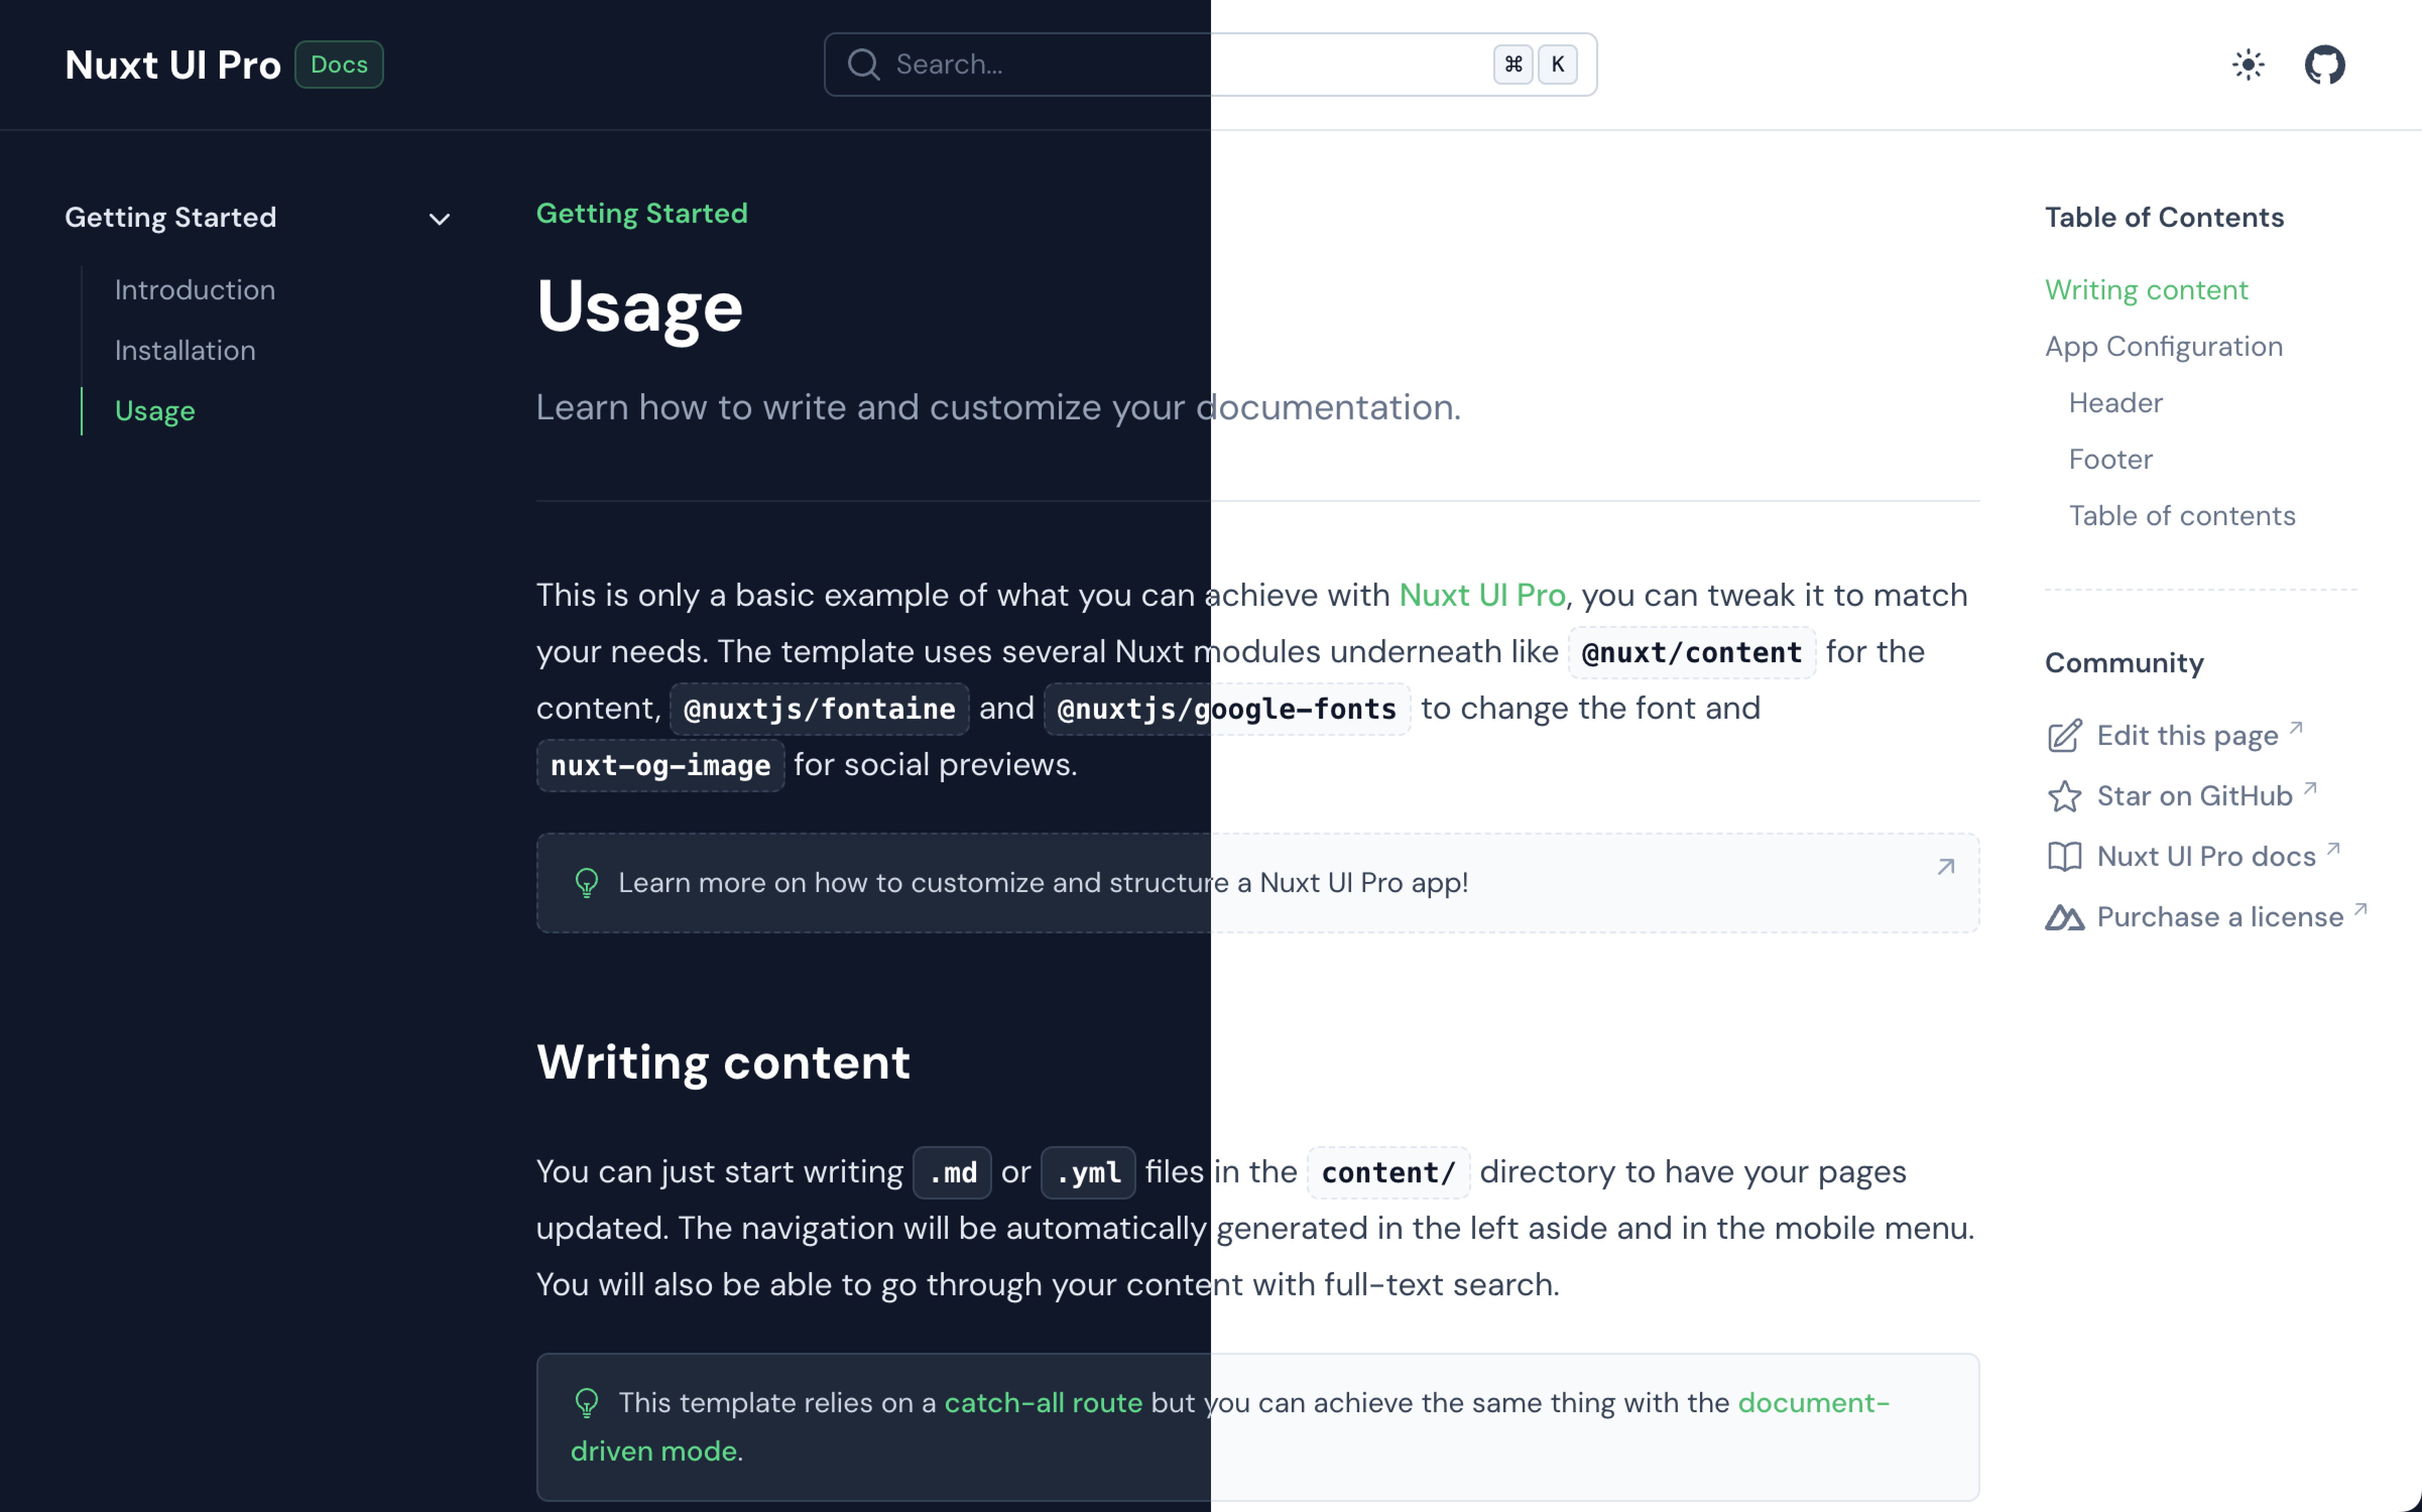 Nuxt UI Pro Docs
Search...
⌘ K
Getting Started
Introduction
Installation
Usage
Getting Started
Usage
Learn how to write and customize your documentation.
This is only a basic example of what you can achieve with Nuxt UI Pro, you can tweak it to match
your needs. The template uses several Nuxt modules underneath like @nuxt/content for the
content, @nuxtjs/fontaine and @nuxtjs/google-fonts to change the font and
nuxt-og-image for social previews.
Learn more on how to customize and structure a Nuxt UI Pro app!
Writing content
You can just start writing .md or .yml files in the content/ directory to have your pages
updated. The navigation will be automatically generated in the left aside and in the mobile menu.
You will also be able to go through your content with full-text search.
This template relies on a catch-all route but you can achieve the same thing with the document-
driven mode.
Table of Contents
Writing content
App Configuration
Header
Footer
Table of contents
Community
Edit this page
Star on GitHub
Nuxt UI Pro docs
Purchase a license